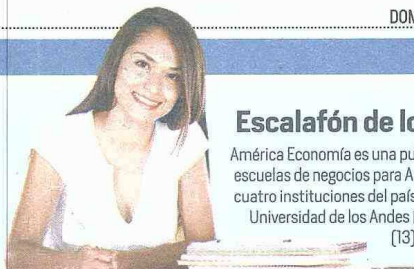 DOM
Escalafón de lo
América Economía es una pu
escuelas de negocios para A
cuatro instituciones del país
Universidad de los Andes
(13)